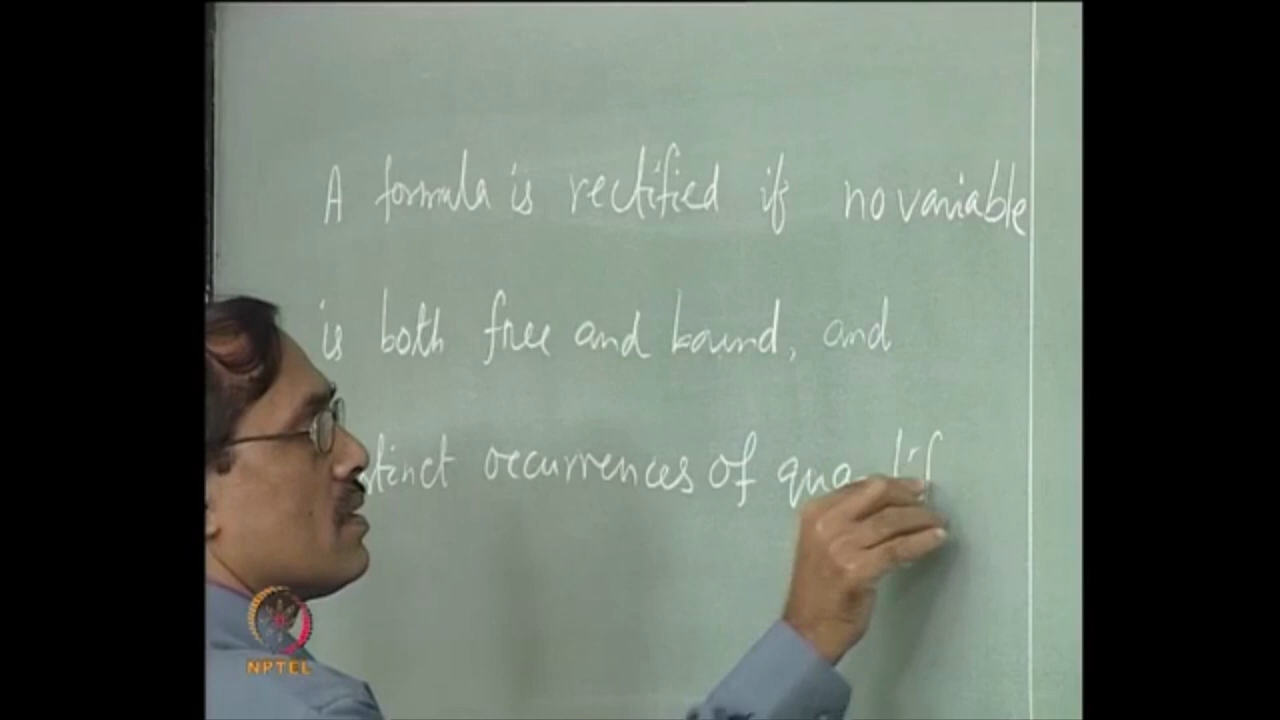 A formula is rectified if no variable
is both free and bound, and
occurrences of
NPTEL